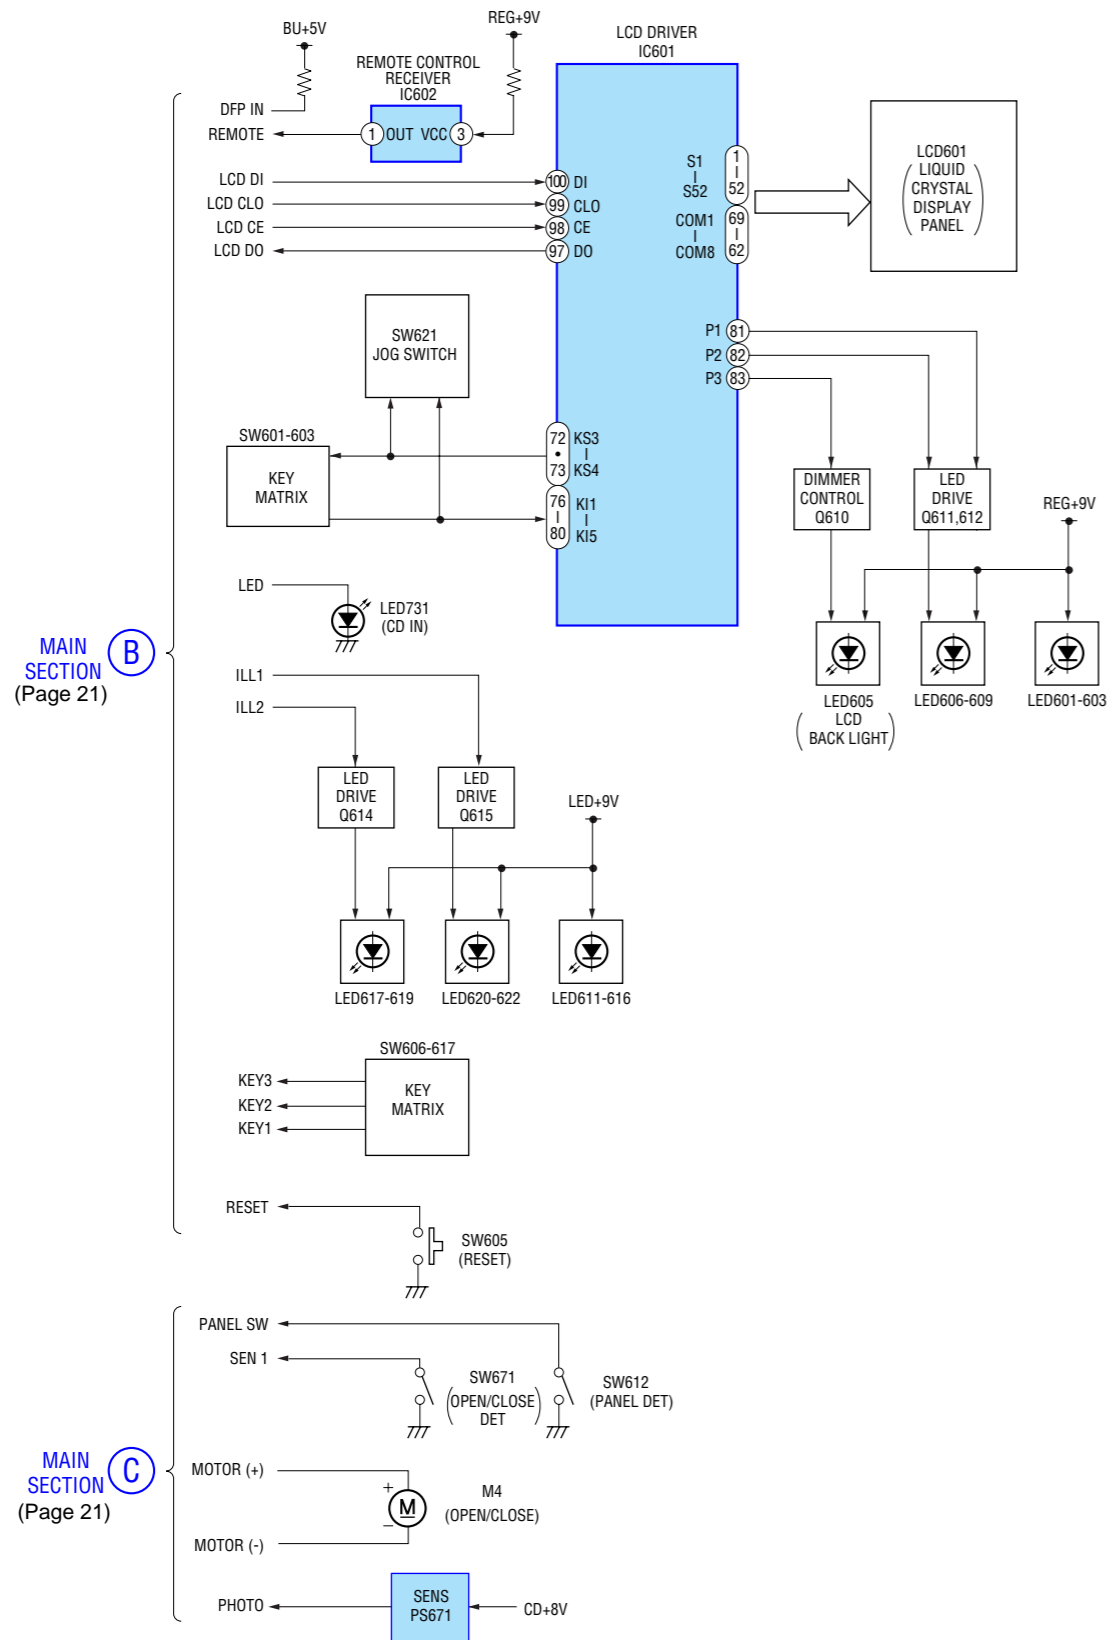 BU+5V
REG+9V
LCD DRIVER
IC601
REMOTE CONTROL
RECEIVER
IC602
DFP IN
REMOTE
1 OUT VCC 3
LCD DI
LCD CLO
LCD CE
LCD DO
100 DI
99 CLO
98 CE
97 DO
S1
S52
1
52
COM1
COM8
69
62
LCD601
LIQUID
CRYSTAL
DISPLAY
PANEL
SW621
JOG SWITCH
P1 81
P2 82
P3 83
SW601-603
KEY
MATRIX
72 KS3
73 KS4
76 KI1
80 KI5
DIMMER
CONTROL
Q610
LED
DRIVE
Q611,612
REG+9V
LED
LED731
(CD IN)
LED605
(LCD
BACK LIGHT)
LED606-609
LED601-603
MAIN
SECTION
B
(Page 21)
ILL1
ILL2
LED
DRIVE
Q614
LED
DRIVE
Q615
LED+9V
LED617-619
LED620-622
LED611-616
SW606-617
KEY
MATRIX
KEY3
KEY2
KEY1
RESET
SW605
(RESET)
PANEL SW
SEN 1
SW671
(OPEN/CLOSE
DET)
SW612
(PANEL DET)
MAIN
SECTION
C
(Page 21)
MOTOR (+)
+
M
−
M4
(OPEN/CLOSE)
MOTOR (-)
PHOTO
SENS
PS671
CD+8V